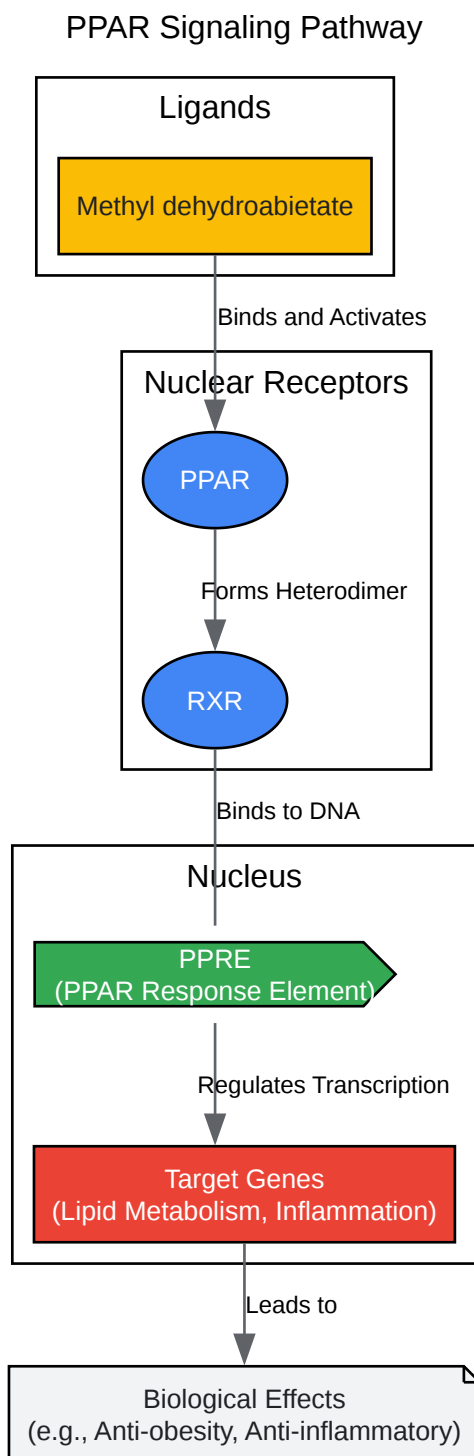 PPAR Signaling Pathway
Ligands
Methyl dehydroabietate
Binds and Activates
Nuclear Receptors
PPAR
Forms Heterodimer
RXR
Binds to DNA
Nucleus
PPRE
(PPAR Response Element)
Regulates Transcription
Target Genes
(Lipid Metabolism, Inflammation)
Leads to
Biological Effects
(e.g., Anti-obesity, Anti-inflammatory)